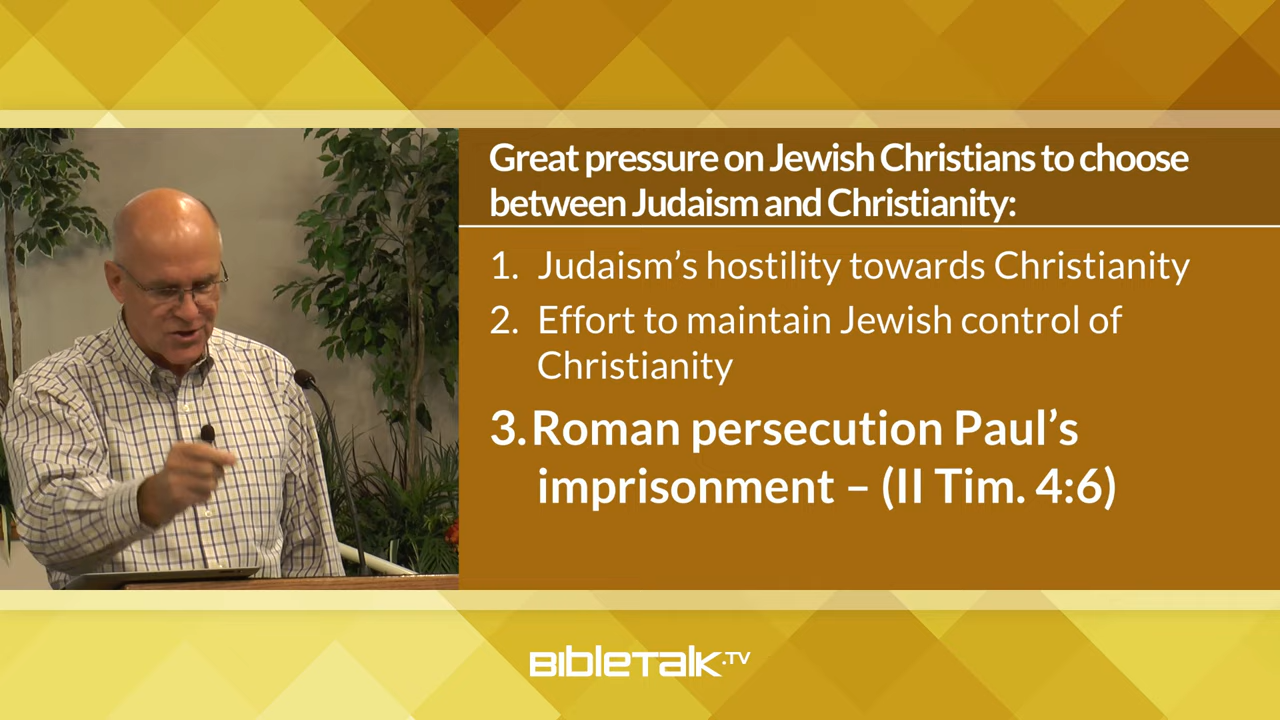 Great pressure on Jewish Christians to choose
between Judaism and Christianity:
1. Judaism’s hostility towards Christianity
2. Effort to maintain Jewish control of
Christianity
3. Roman persecution Paul’s
imprisonment – (II Tim. 4:6)
BibleTalk.TV